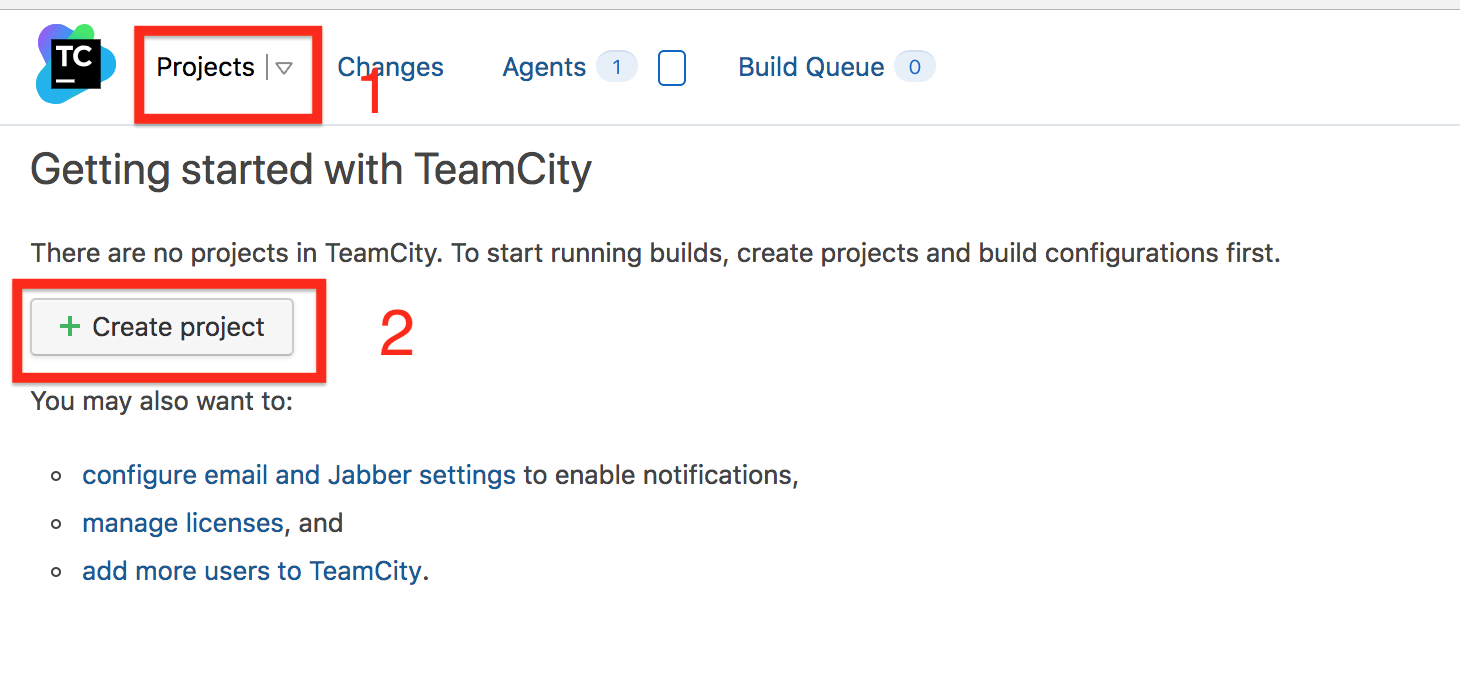 TC
Projects
Changes
Agents 1
Build Queue 0
1
Getting started with TeamCity
There are no projects in TeamCity. To start running builds, create projects and build configurations first.
+ Create project
2
You may also want to:
configure email and Jabber settings to enable notifications,
manage licenses, and
add more users to TeamCity.